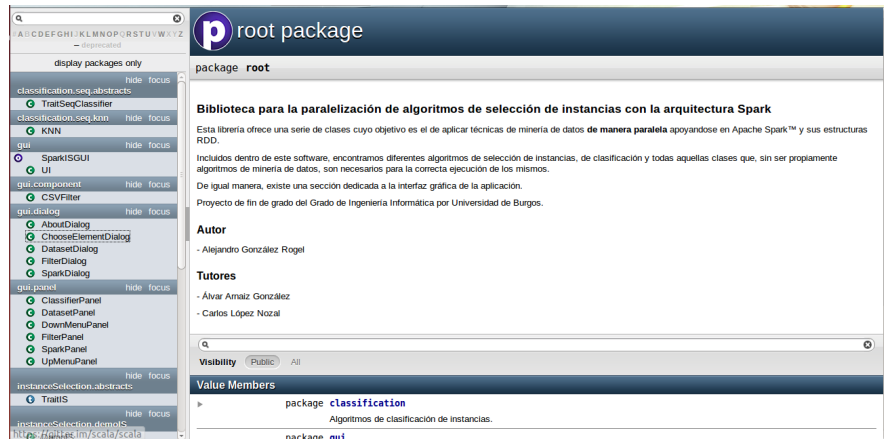 # A B C D E F G H I J K L M N O P Q R S T U V W X Y Z
– deprecated
display packages only
hide focus
classification.seq.abstracts
TraitSeqClassifier
classification.seq.knn hide focus
KNN
gui hide focus
SparkISGUI
UI
gui.component hide focus
CSVFilter
gui.dialog hide focus
AboutDialog
ChooseElementDialog
DatasetDialog
FilterDialog
SparkDialog
gui.panel hide focus
ClassifierPanel
DatasetPanel
DownMenuPanel
FilterPanel
SparkPanel
UpMenuPanel
hide focus
instanceSelection.abstracts
TraitIS
hide focus
instanceSelection.demoIS
https://gitter.im/scala/scala
p root package
package root
Biblioteca para la paralelización de algoritmos de selección de instancias con la arquitectura Spark
Esta librería ofrece una serie de clases cuyo objetivo es el de aplicar técnicas de minería de datos de manera paralela apoyandose en Apache Spark™ y sus estructuras
RDD.
Incluidos dentro de este software, encontramos diferentes algoritmos de selección de instancias, de clasificación y todas aquellas clases que, sin ser propiamente
algoritmos de minería de datos, son necesarios para la correcta ejecución de los mismos.
De igual manera, existe una sección dedicada a la interfaz gráfica de la aplicación.
Proyecto de fin de grado del Grado de Ingeniería Informática por Universidad de Burgos.
Autor
- Alejandro González Rogel
Tutores
- Álvar Arnaiz González
- Carlos López Nozal
Visibility Public All
Value Members
package classification
Algoritmos de clasificación de instancias.
package gui